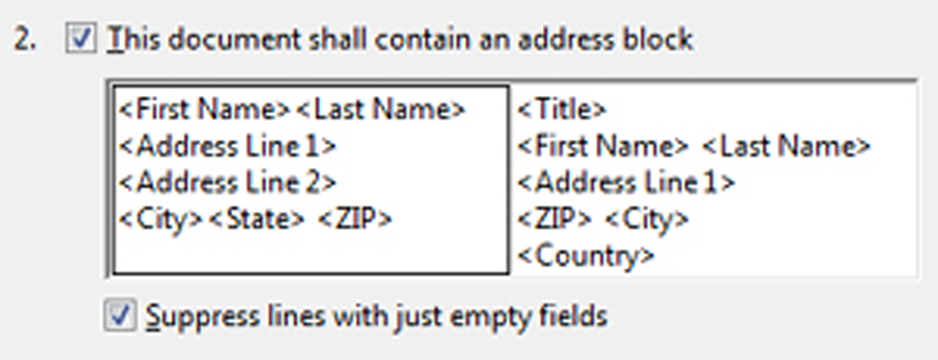 2. This document shall contain an address block
<First Name> <Last Name>
<Address Line 1>
<Address Line 2>
<City> <State> <ZIP>
<Title>
<First Name> <Last Name>
<Address Line 1>
<ZIP> <City>
<Country>
Suppress lines with just empty fields